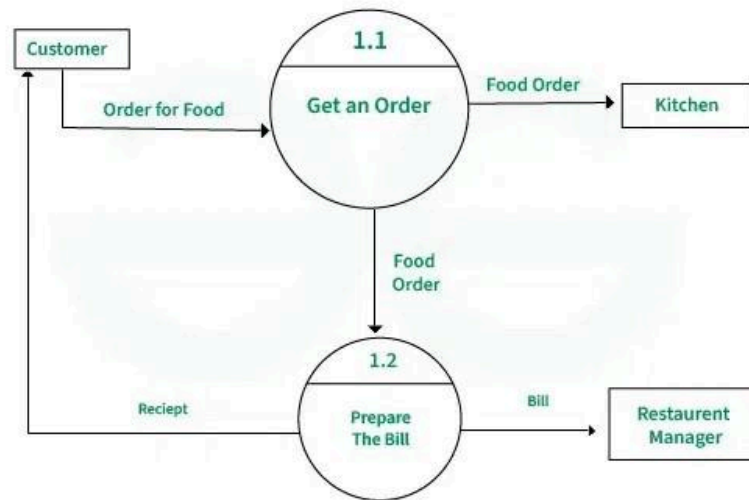 1.1
Customer
Get an Order
Food Order
Kitchen
Order for Food
Food
Order
1.2
Reciept
Prepare
The Bill
Bill
Restaurent
Manager